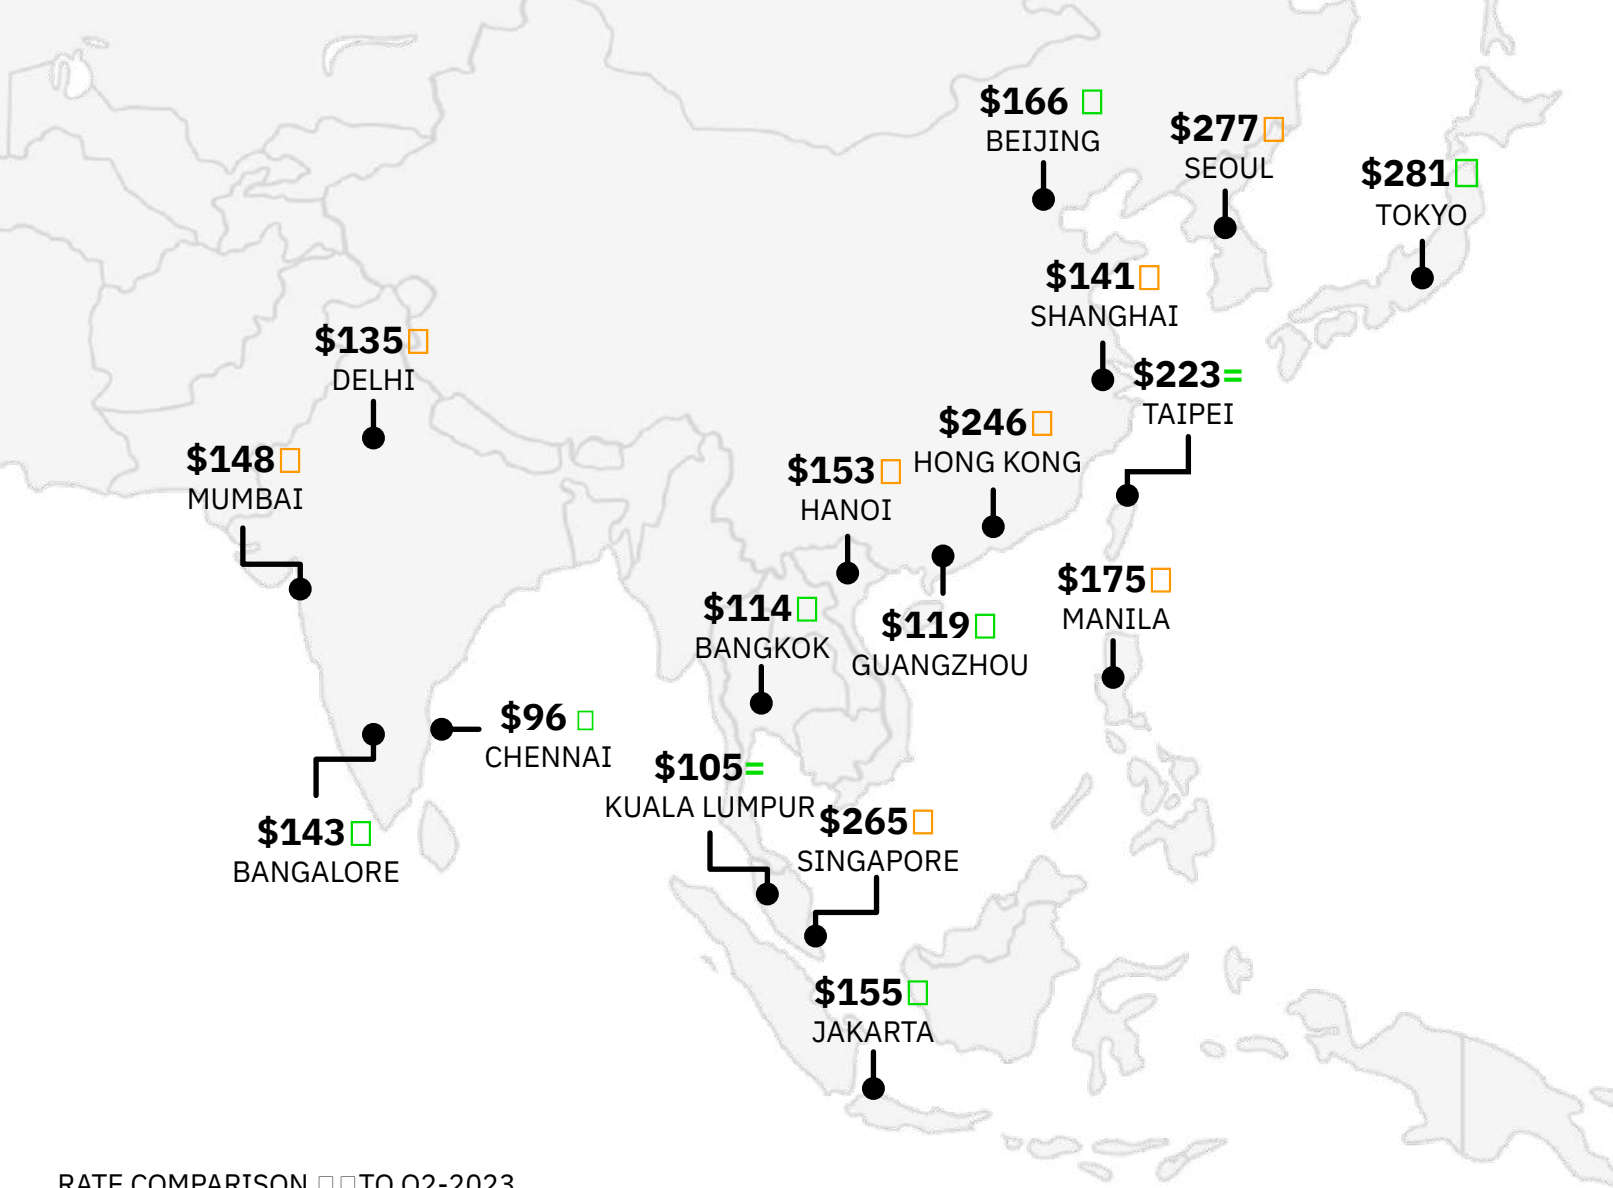 $166
BEIJING
$277
SEOUL
$281
TOKYO
$141
SHANGHAI
$135
DELHI
$223=
TAIPEI
$246
HONG KONG
$148
MUMBAI
$153
HANOI
$175
MANILA
$114
BANGKOK
$119
GUANGZHOU
$96
CHENNAI
$105=
KUALA LUMPUR
$265
SINGAPORE
$143
BANGALORE
$155
JAKARTA
RATE COMPARISON □□TO Q2-2023